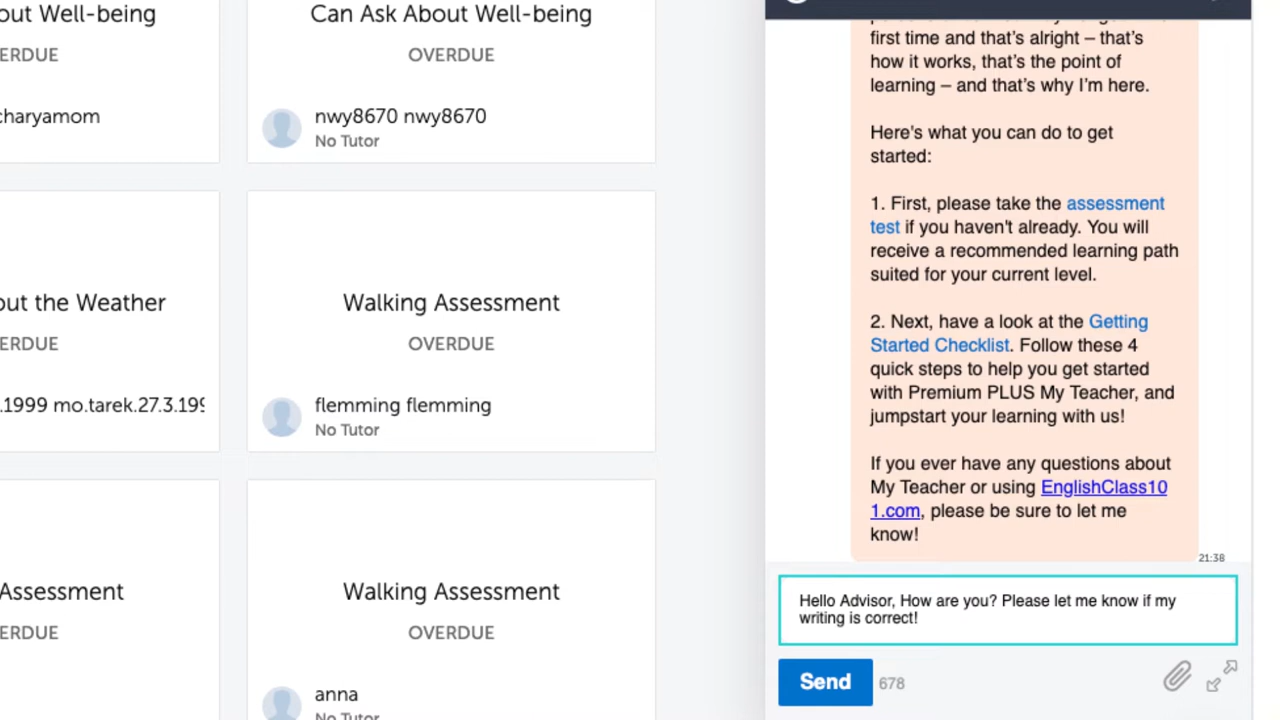 out Well-being
ERDUE
charyamom
Can Ask About Well-being
OVERDUE
nwy8670 nwy8670
No Tutor
out the Weather
ERDUE
.1999 mo.tarek.27.3.199
Walking Assessment
OVERDUE
flemming flemming
No Tutor
Assessment
ERDUE
Walking Assessment
OVERDUE
anna
No Tutor
first time and that's alright – that's
how it works, that's the point of
learning – and that's why I'm here.
Here's what you can do to get
started:
1. First, please take the assessment
test if you haven't already. You will
receive a recommended learning path
suited for your current level.
2. Next, have a look at the Getting
Started Checklist. Follow these 4
quick steps to help you get started
with Premium PLUS My Teacher, and
jumpstart your learning with us!
If you ever have any questions about
My Teacher or using EnglishClass10
1.com, please be sure to let me
know!
21:38
Hello Advisor, How are you? Please let me know if my
writing is correct!
Send
678